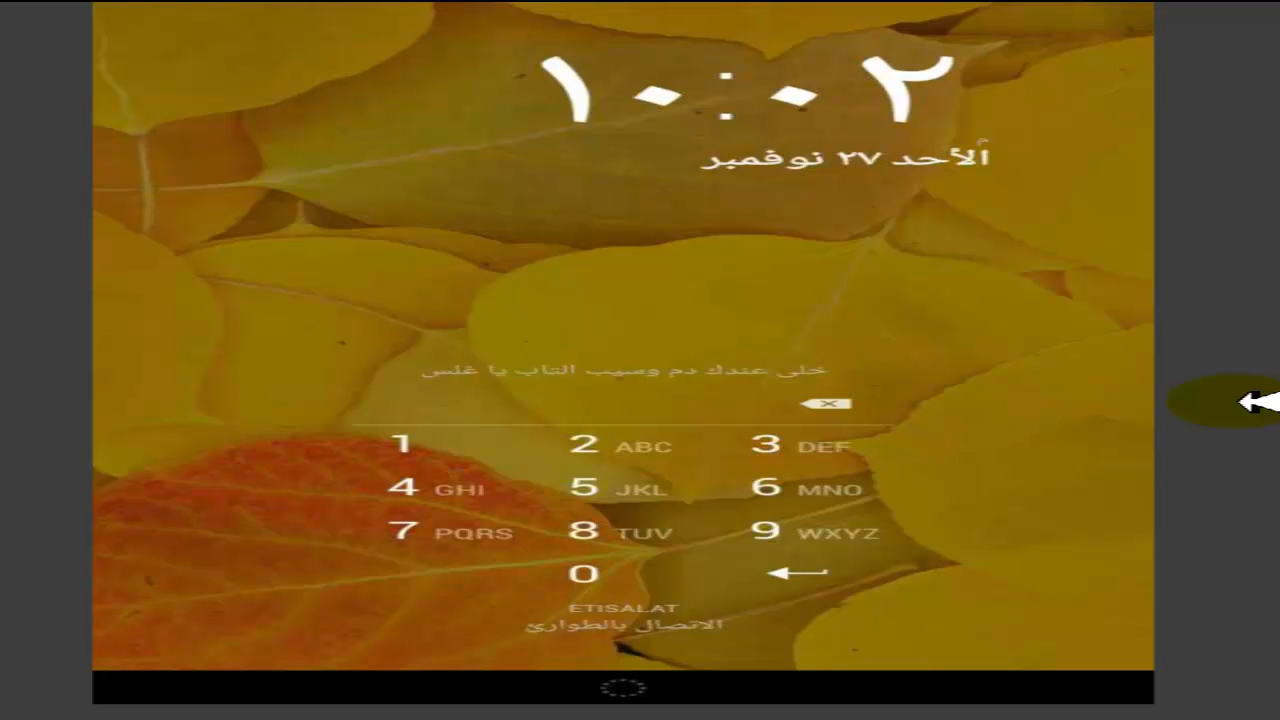 ١٠:٠٢
الأحد ٢٧ نوفمبر
خلى عندك دم وسيب التاب يا غلس
1 2 ABC 3 DEF
4 GHI 5 JKL 6 MNO
7 PQRS 8 TUV 9 WXYZ
0
ETISALAT
الاتصال بالطوارئ